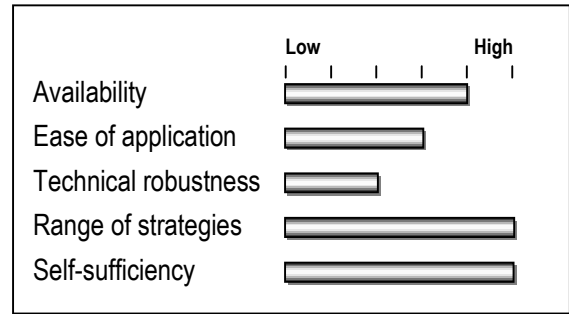 Low High
Availability
Ease of application
Technical robustness
Range of strategies
Self-sufficiency